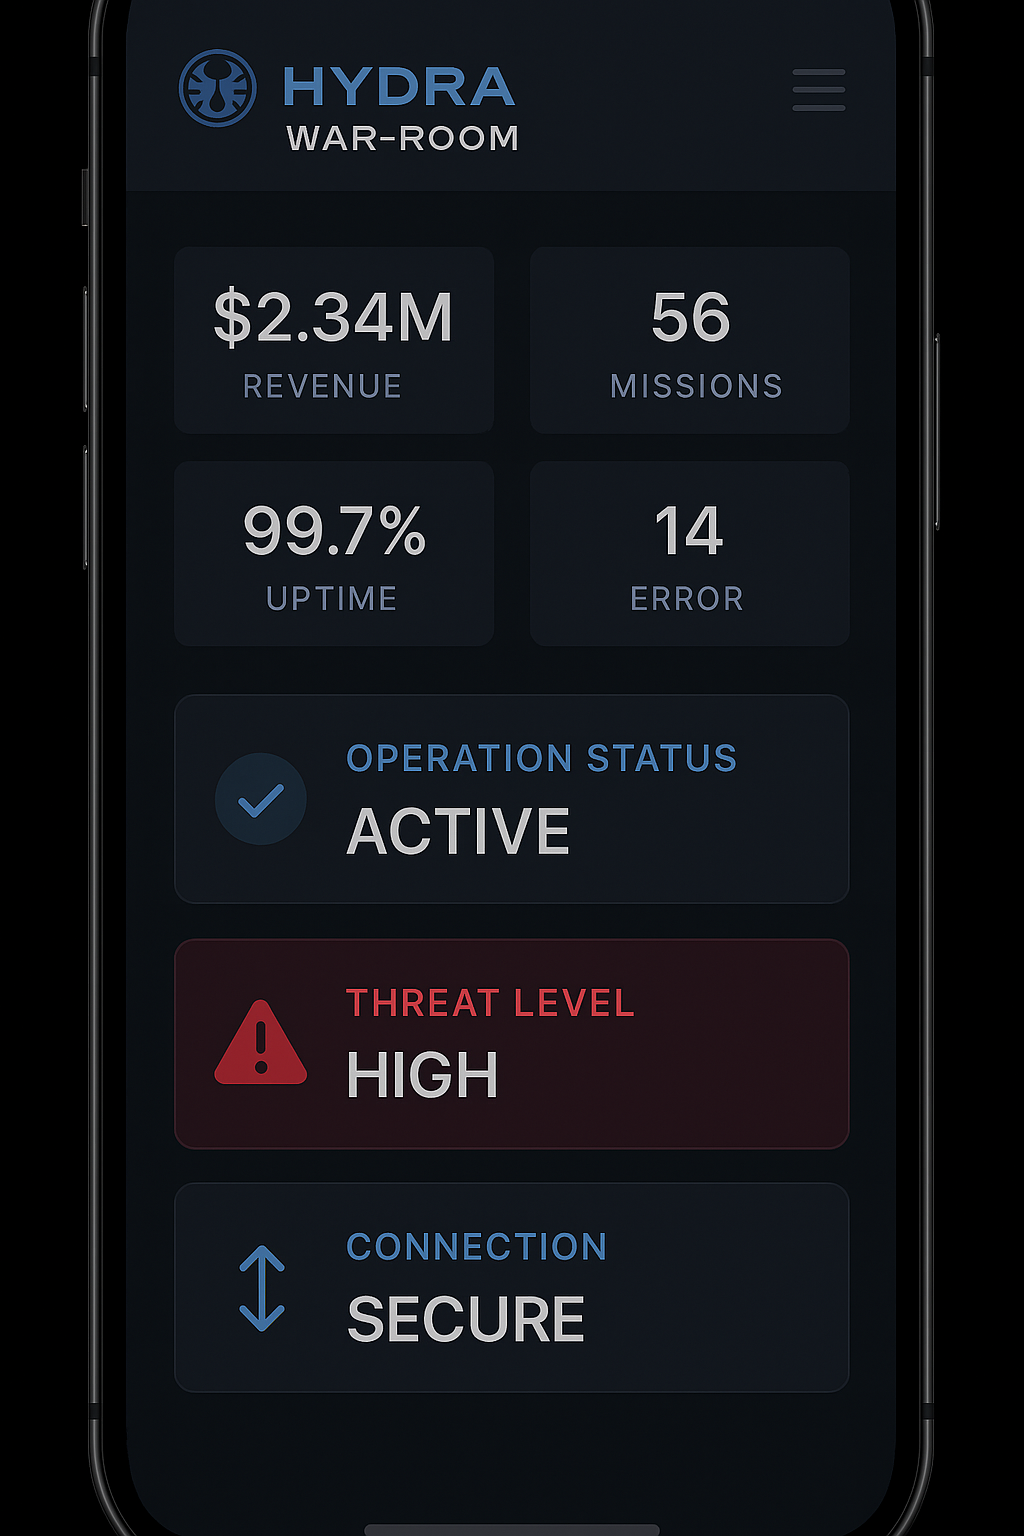 HYDRA
WAR-ROOM
$2.34M
REVENUE
56
MISSIONS
99.7%
UPTIME
14
ERROR
OPERATION STATUS
ACTIVE
THREAT LEVEL
HIGH
CONNECTION
SECURE